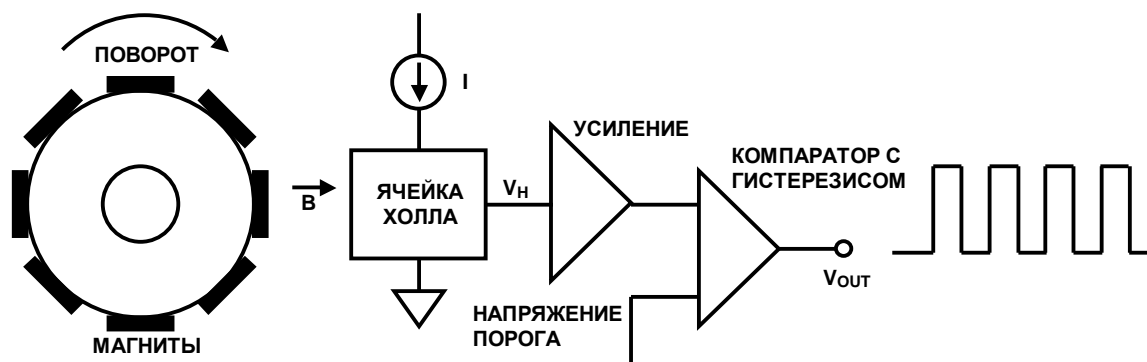 ПОВОРОТ
I
УСИЛЕНИЕ
КОМПАРАТОР С
ГИСТЕРЕЗИСОМ
B
ЯЧЕЙКА
ХОЛЛА
VH
VOUT
НАПРЯЖЕНИЕ
ПОРОГА
МАГНИТЫ